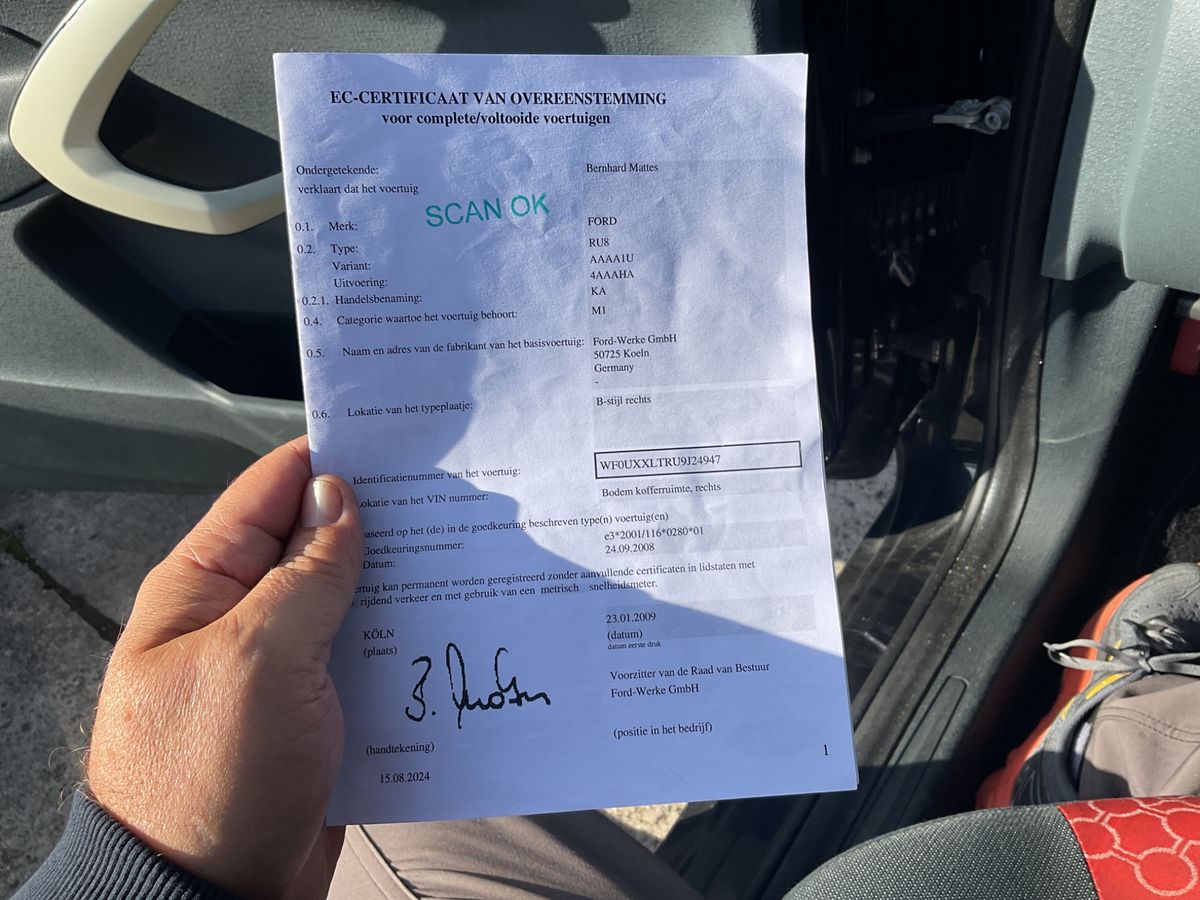 EC-CERTIFICAAT VAN OVEREENSTEMMING
voor complete/voltooide voertuigen
Ondergetekende: Bernhard Mattes
verklaart dat het voertuig
SCAN OK
0.1. Merk: FORD
0.2. Type: RU8
Variant: AAAA1U
Uitvoering: 4AAAHA
0.2.1. Handelsbenaming: KA
0.4. Categorie waartoe het voertuig behoort: M1
0.5. Naam en adres van de fabrikant van het basisvoertuig: Ford-Werke GmbH
50725 Koeln
Germany
-
0.6. Lokatie van het typeplaatje: B-stijl rechts
Identificatienummer van het voertuig: WF0UXXLTRU9J24947
okatie van het VIN nummer: Bodem kofferruimte, rechts
aseerd op het (de) in de goedkeuring beschreven type(n) voertuig(en)
Goedkeuringsnummer: e3*2001/116*0280*01
Datum: 24.09.2008
ertuig kan permanent worden geregistreerd zonder aanvullende certificaten in lidstaten met
rijdend verkeer en met gebruik van een metrisch snelheidsmeter.
KÖLN 23.01.2009
(plaats) (datum)
datum eerste druk
B. Mattes
Voorzitter van de Raad van Bestuur
Ford-Werke GmbH
(handtekening) (positie in het bedrijf)
15.08.2024
1